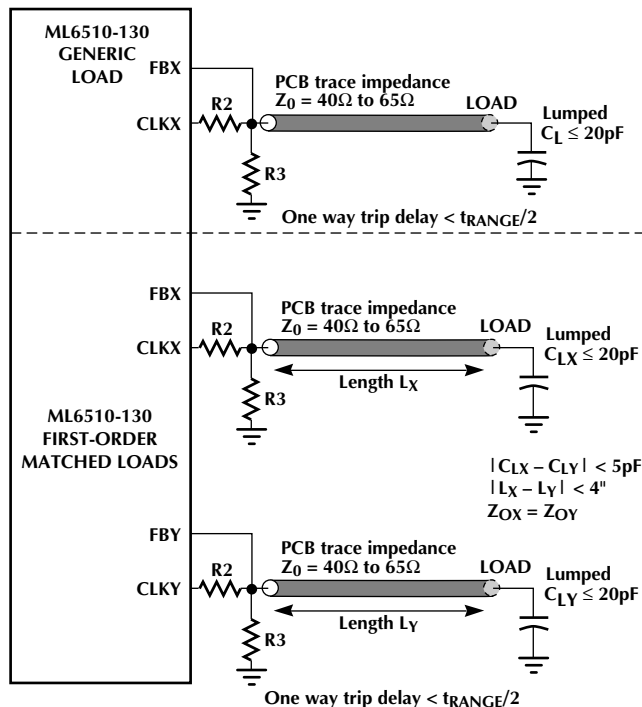 ML6510-130
GENERIC
LOAD
FBX
CLKX
R2
R3
PCB trace impedance
Z0 = 40Ω to 65Ω
LOAD
Lumped
CL ≤ 20pF
One way trip delay < tRANGE/2
FBX
CLKX
R2
R3
PCB trace impedance
Z0 = 40Ω to 65Ω
LOAD
Lumped
CLX ≤ 20pF
Length LX
ML6510-130
FIRST-ORDER
MATCHED LOADS
|CLX – CLY| < 5pF
|LX – LY| < 4"
ZOX = ZOY
FBY
CLKY
R2
R3
PCB trace impedance
Z0 = 40Ω to 65Ω
LOAD
Lumped
CLY ≤ 20pF
Length LY
One way trip delay < tRANGE/2